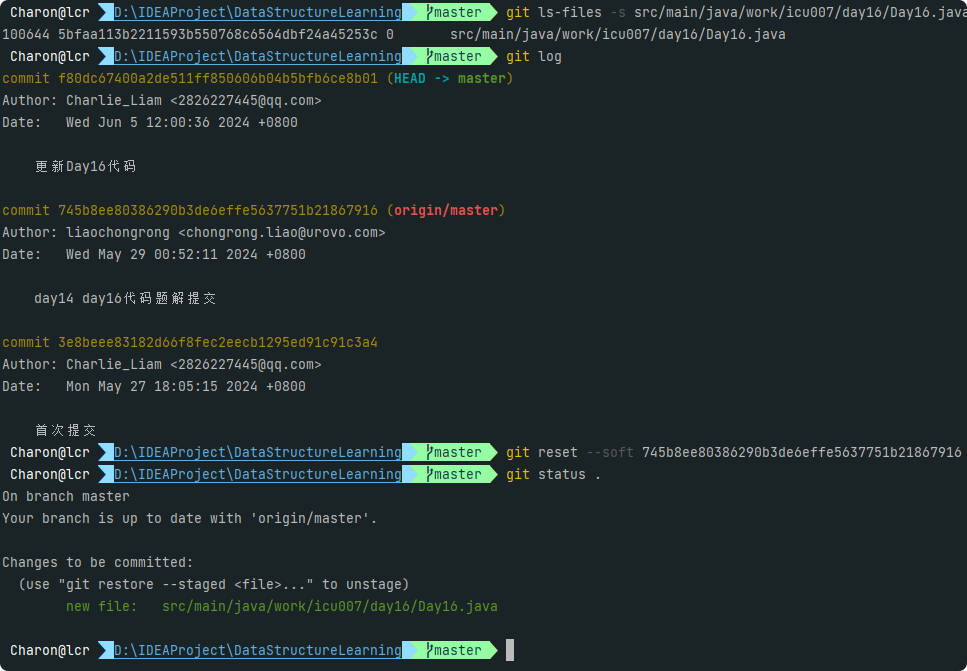 Charon@lcr D:\IDEAProject\DataStructureLearning master git ls-files -s src/main/java/work/icu007/day16/Day16.java
100644 5bfaa113b2211593b550768c6564dbf24a45253c 0 src/main/java/work/icu007/day16/Day16.java
Charon@lcr D:\IDEAProject\DataStructureLearning master git log
commit f80dc67400a2de511ff850606b04b5bfb6ce8b01 (HEAD -> master)
Author: Charlie_Liam <2826227445@qq.com>
Date: Wed Jun 5 12:00:36 2024 +0800
更新Day16代码
commit 745b8ee80386290b3de6effe5637751b21867916 (origin/master)
Author: liaochongrong <chongrong.liao@urovo.com>
Date: Wed May 29 00:52:11 2024 +0800
day14 day16代码题解提交
commit 3e8beee83182d66f8fec2eecb1295ed91c91c3a4
Author: Charlie_Liam <2826227445@qq.com>
Date: Mon May 27 18:05:15 2024 +0800
首次提交
Charon@lcr D:\IDEAProject\DataStructureLearning master git reset --soft 745b8ee80386290b3de6effe5637751b21867916
Charon@lcr D:\IDEAProject\DataStructureLearning master git status .
On branch master
Your branch is up to date with 'origin/master'.
Changes to be committed:
(use "git restore --staged <file>..." to unstage)
new file: src/main/java/work/icu007/day16/Day16.java
Charon@lcr D:\IDEAProject\DataStructureLearning master